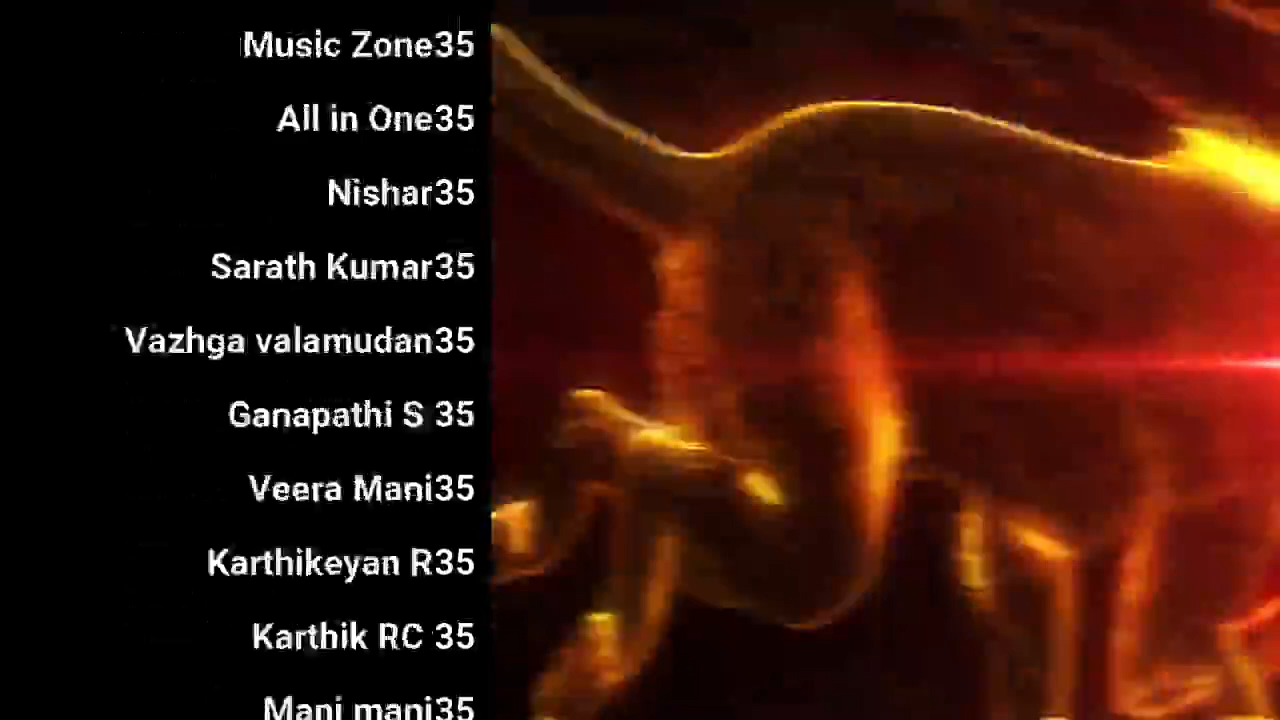 Music Zone35
All in One35
Nishar35
Sarath Kumar35
Vazhga valamudan35
Ganapathi S 35
Veera Mani35
Karthikeyan R35
Karthik RC 35
Mani mani35